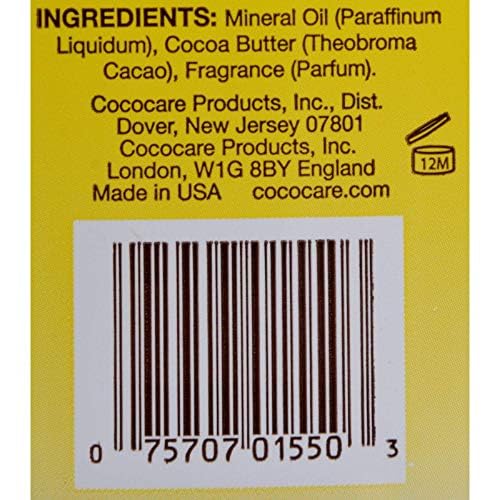 INGREDIENTS: Mineral Oil (Paraffinum
Liquidum), Cocoa Butter (Theobroma
Cacao), Fragrance (Parfum).
Cococare Products, Inc., Dist.
Dover, New Jersey 07801
Cococare Products, Inc.
London, W1G 8BY England
Made in USA cococare.com
12M
0 75707 01550 3